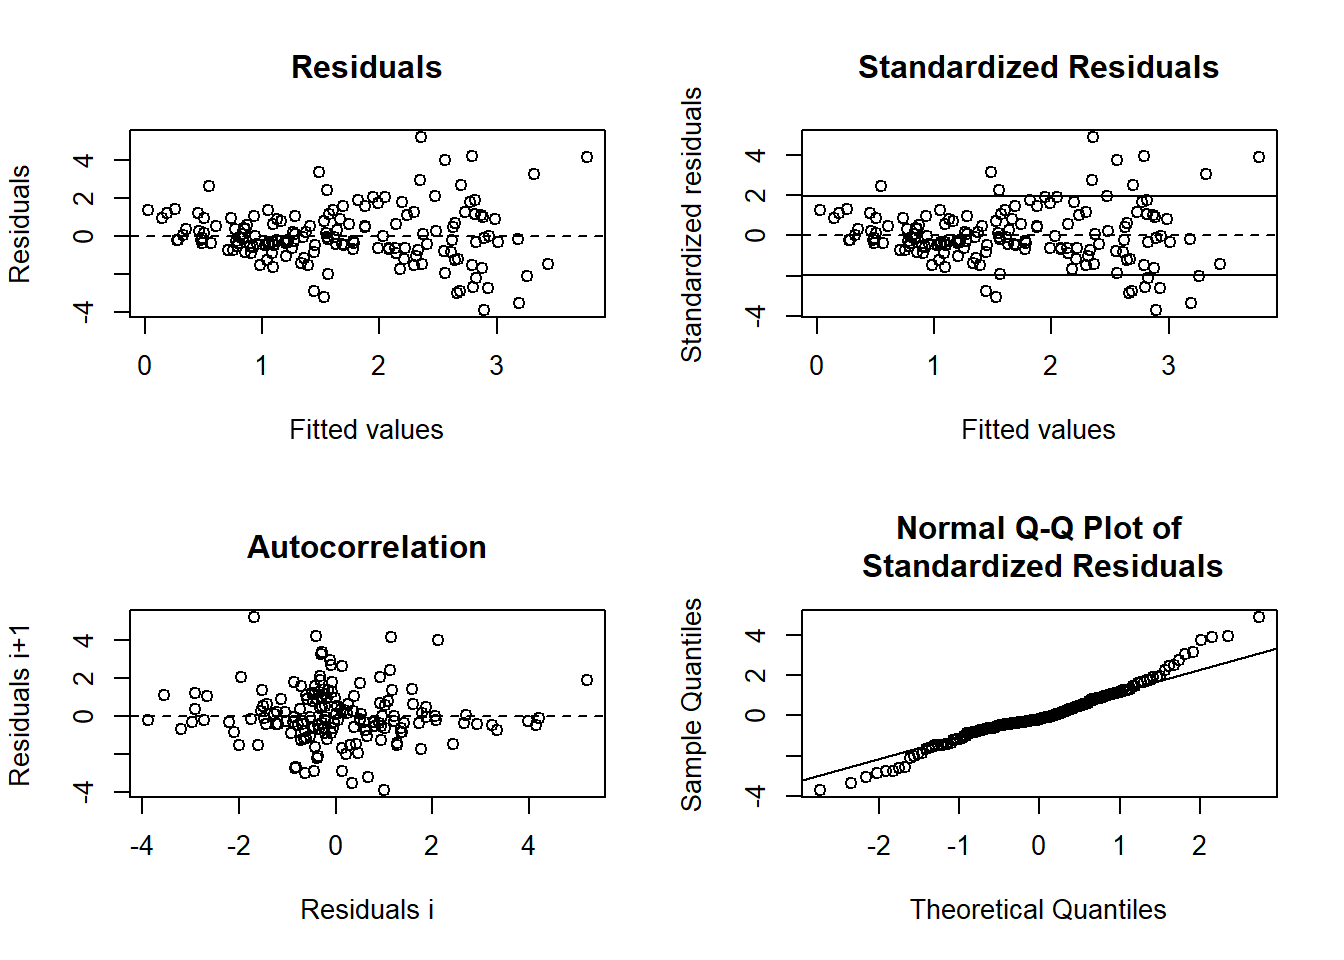 Residuals
Residuals
4
2
0
-4
0
1
2
3
Fitted values
Standardized Residuals
Standardized residuals
4
2
0
-4
0
1
2
3
Fitted values
Autocorrelation
Residuals i+1
4
2
0
-4
-4
-2
0
2
4
Residuals i
Normal Q-Q Plot of
Standardized Residuals
Sample Quantiles
4
2
0
-4
-2
-1
0
1
2
Theoretical Quantiles